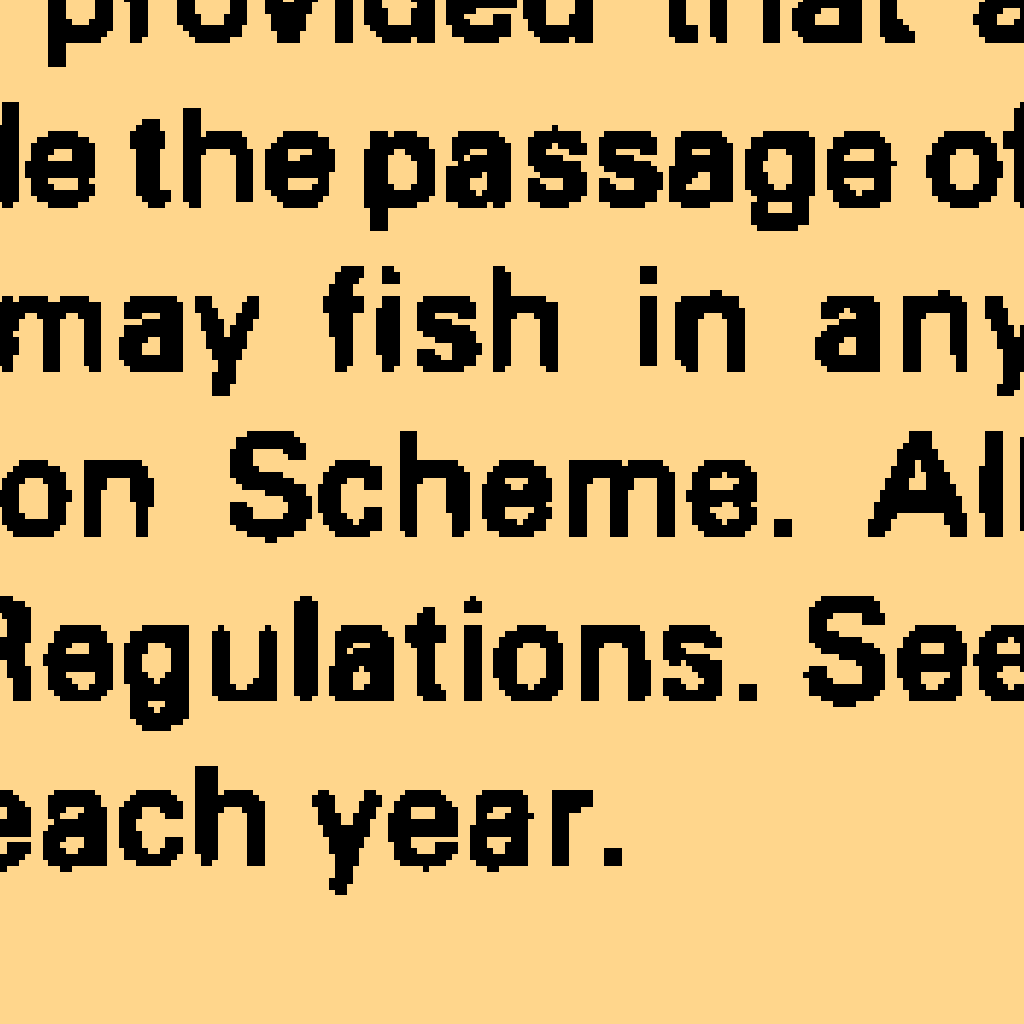 provided that a
le the passage of
may fish in any
on Scheme. All
Regulations. See
each year.